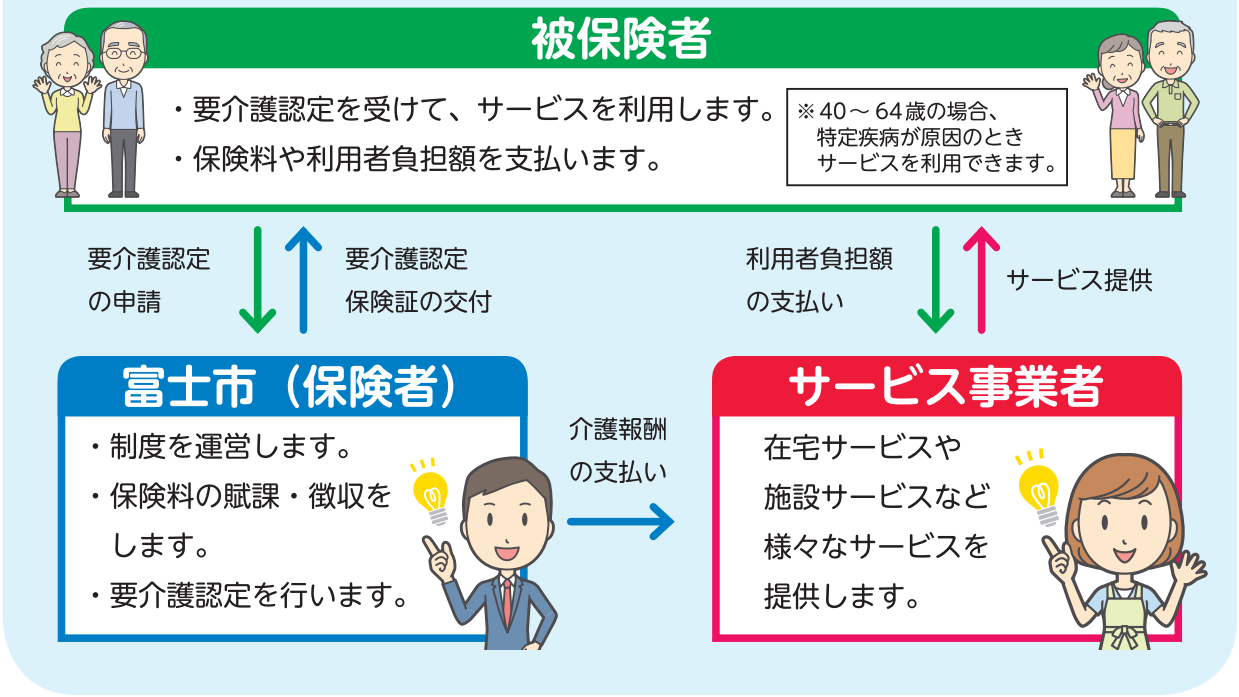 被保険者
・要介護認定を受けて、サービスを利用します。
・保険料や利用者負担額を支払います。
※40~64歳の場合、
特定疾病が原因のとき
サービスを利用できます。
要介護認定
の申請
要介護認定
保険証の交付
利用者負担額
の支払い
サービス提供
富士市（保険者）
・制度を運営します。
・保険料の賦課・徴収を
します。
・要介護認定を行います。
介護報酬
の支払い
サービス事業者
在宅サービスや
施設サービスなど
様々なサービスを
提供します。